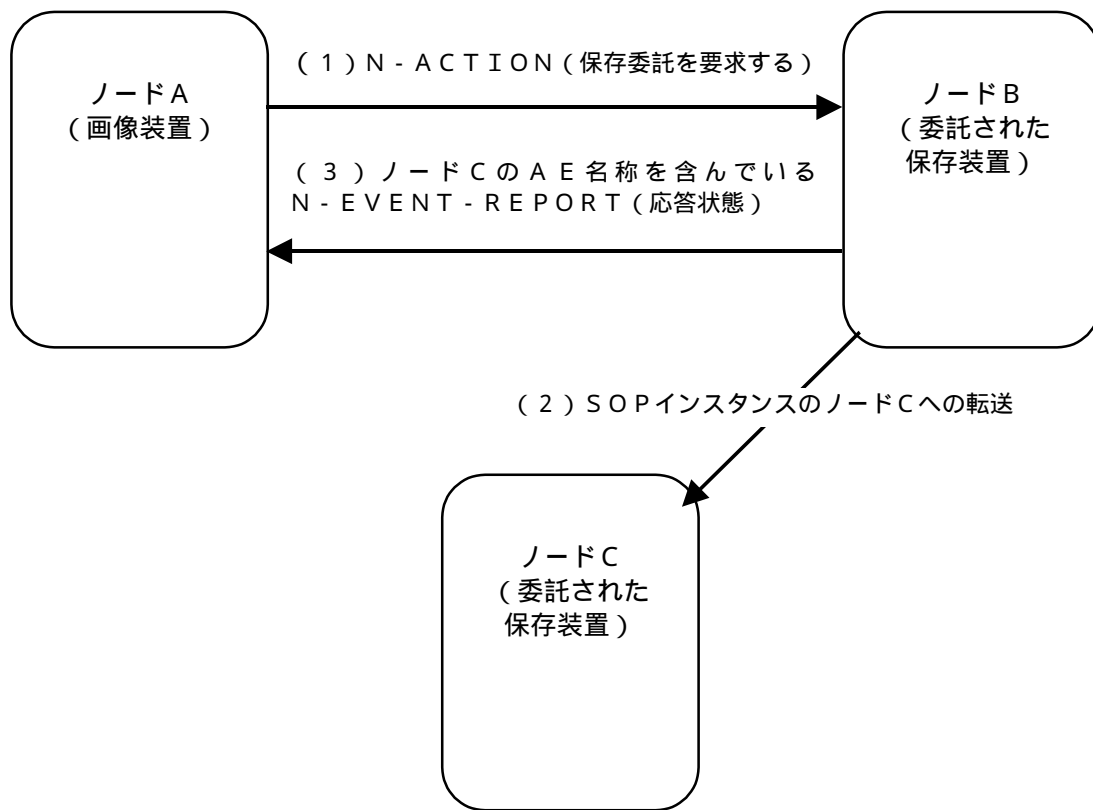 ノードA
(画像装置)
(1)N-ACTION(保存委託を要求する)
(3)ノードCのAE名称を含んでいる
N-EVENT-REPORT(応答状態)
ノードB
(委託された
保存装置)
(2)SOPインスタンスのノードCへの転送
ノードC
(委託された
保存装置)